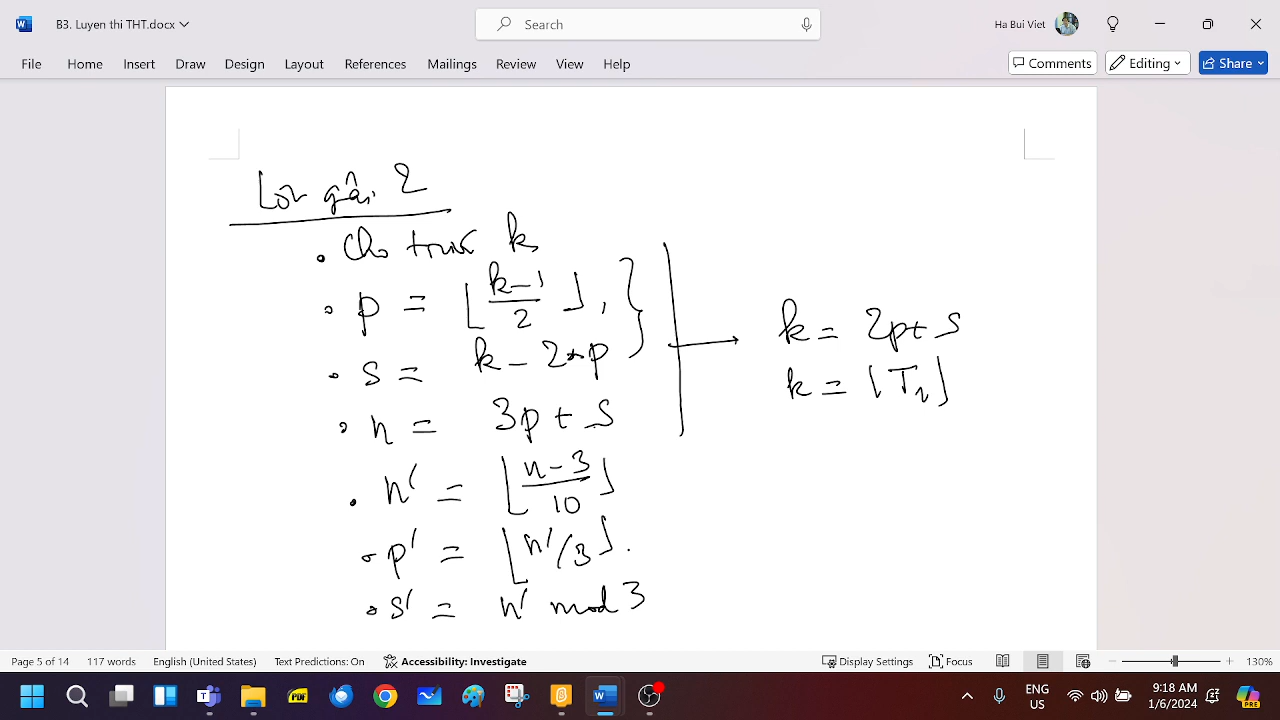 B3. Luyen thi THT.docx
Search
Ha Bui Viet
File Home Insert Draw Design Layout References Mailings Review View Help
Comments Editing Share
Lời giải 2
. Cho trước k,
. p = ⌊(k-1)/2⌋,
. s = k - 2*p
. n = 3p + s
. n' = ⌊(n-3)/10⌋
. p' = ⌊n'/3⌋.
. s' = n' mod 3
k = 2p+s
Page 5 of 14 117 words English (United States) Text Predictions: On Accessibility: Investigate Display Settings Focus 130%
ENG
US
9:18 AM
1/6/2024
PDF
PRE